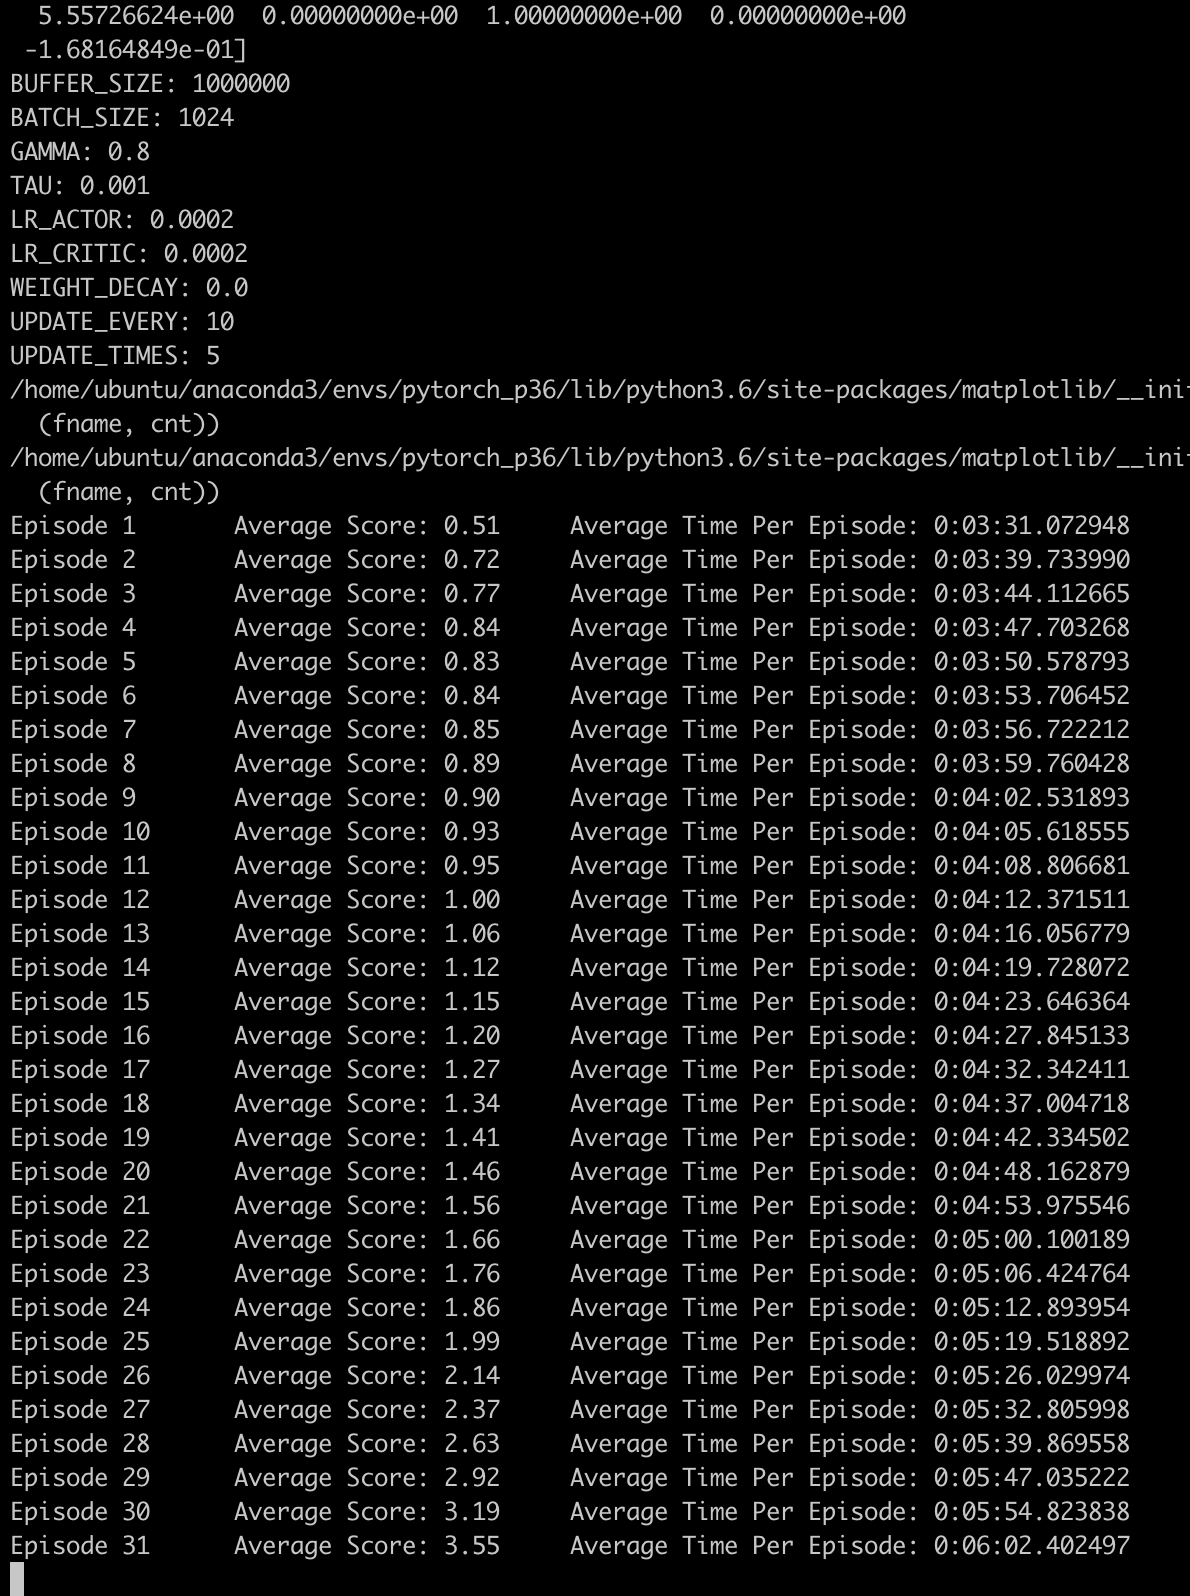 5.55726624e+00  0.00000000e+00  1.00000000e+00  0.00000000e+00
-1.68164849e-01]
BUFFER_SIZE: 1000000
BATCH_SIZE: 1024
GAMMA: 0.8
TAU: 0.001
LR_ACTOR: 0.0002
LR_CRITIC: 0.0002
WEIGHT_DECAY: 0.0
UPDATE_EVERY: 10
UPDATE_TIMES: 5
/home/ubuntu/anaconda3/envs/pytorch_p36/lib/python3.6/site-packages/matplotlib/__init
(fname, cnt))
/home/ubuntu/anaconda3/envs/pytorch_p36/lib/python3.6/site-packages/matplotlib/__init
(fname, cnt))
Episode 1	Average Score: 0.51	Average Time Per Episode: 0:03:31.072948
Episode 2	Average Score: 0.72	Average Time Per Episode: 0:03:39.733990
Episode 3	Average Score: 0.77	Average Time Per Episode: 0:03:44.112665
Episode 4	Average Score: 0.84	Average Time Per Episode: 0:03:47.703268
Episode 5	Average Score: 0.83	Average Time Per Episode: 0:03:50.578793
Episode 6	Average Score: 0.84	Average Time Per Episode: 0:03:53.706452
Episode 7	Average Score: 0.85	Average Time Per Episode: 0:03:56.722212
Episode 8	Average Score: 0.89	Average Time Per Episode: 0:03:59.760428
Episode 9	Average Score: 0.90	Average Time Per Episode: 0:04:02.531893
Episode 10	Average Score: 0.93	Average Time Per Episode: 0:04:05.618555
Episode 11	Average Score: 0.95	Average Time Per Episode: 0:04:08.806681
Episode 12	Average Score: 1.00	Average Time Per Episode: 0:04:12.371511
Episode 13	Average Score: 1.06	Average Time Per Episode: 0:04:16.056779
Episode 14	Average Score: 1.12	Average Time Per Episode: 0:04:19.728072
Episode 15	Average Score: 1.15	Average Time Per Episode: 0:04:23.646364
Episode 16	Average Score: 1.20	Average Time Per Episode: 0:04:27.845133
Episode 17	Average Score: 1.27	Average Time Per Episode: 0:04:32.342411
Episode 18	Average Score: 1.34	Average Time Per Episode: 0:04:37.004718
Episode 19	Average Score: 1.41	Average Time Per Episode: 0:04:42.334502
Episode 20	Average Score: 1.46	Average Time Per Episode: 0:04:48.162879
Episode 21	Average Score: 1.56	Average Time Per Episode: 0:04:53.975546
Episode 22	Average Score: 1.66	Average Time Per Episode: 0:05:00.100189
Episode 23	Average Score: 1.76	Average Time Per Episode: 0:05:06.424764
Episode 24	Average Score: 1.86	Average Time Per Episode: 0:05:12.893954
Episode 25	Average Score: 1.99	Average Time Per Episode: 0:05:19.518892
Episode 26	Average Score: 2.14	Average Time Per Episode: 0:05:26.029974
Episode 27	Average Score: 2.37	Average Time Per Episode: 0:05:32.805998
Episode 28	Average Score: 2.63	Average Time Per Episode: 0:05:39.869558
Episode 29	Average Score: 2.92	Average Time Per Episode: 0:05:47.035222
Episode 30	Average Score: 3.19	Average Time Per Episode: 0:05:54.823838
Episode 31	Average Score: 3.55	Average Time Per Episode: 0:06:02.402497